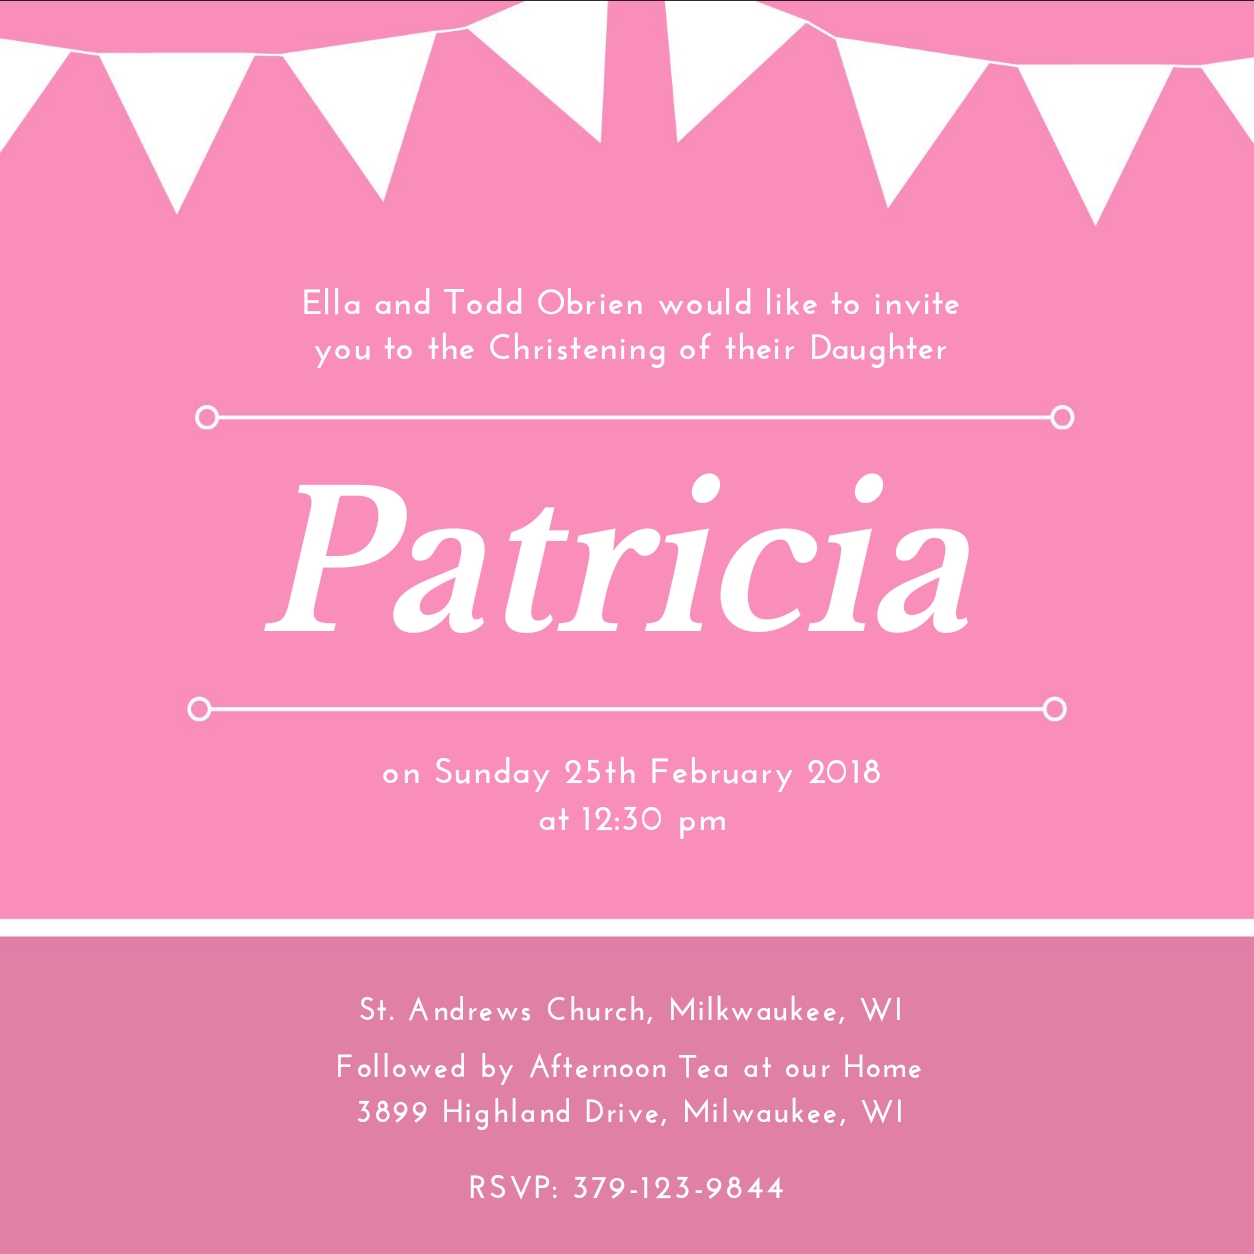 Ella and Todd Obrien would like to invite
you to the Christening of their Daughter
Patricia
on Sunday 25th February 2018
at 12:30 pm
St. Andrews Church, Milkwaukee, WI
Followed by Afternoon Tea at our Home
3899 Highland Drive, Milwaukee, WI
RSVP: 379-123-9844